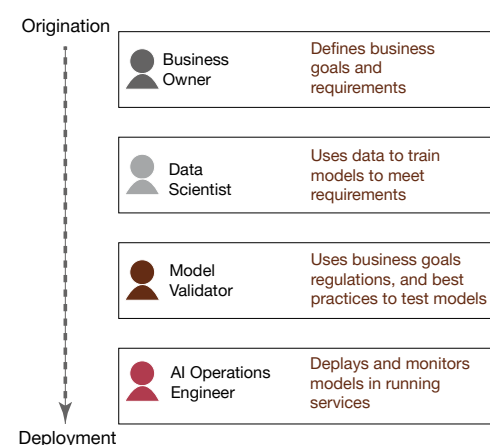 Origination
Business
Owner
Defines business
goals and
requirements
Data
Scientist
Uses data to train
models to meet
requirements
Model
Validator
Uses business goals
regulations, and best
practices to test models
AI Operations
Engineer
Deplays and monitors
models in running
services
Deployment